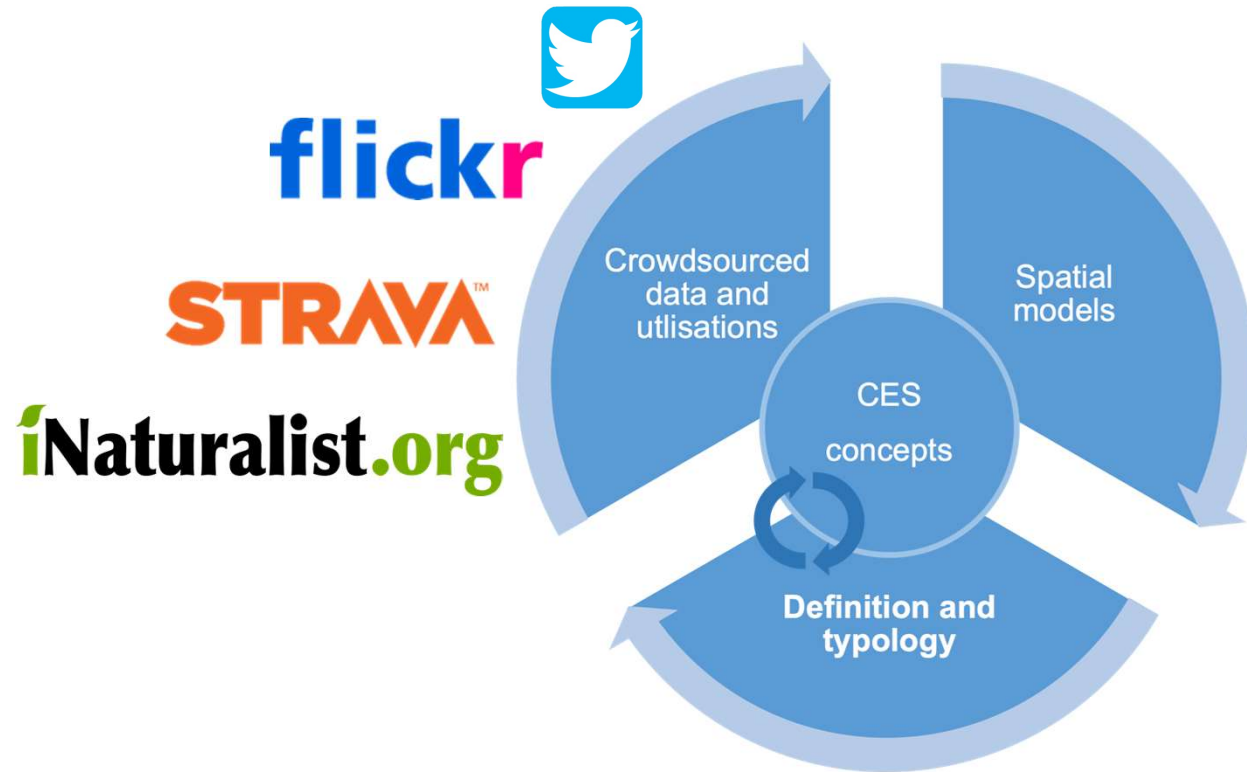 flickr
STRAVA™
iNaturalist.org
Crowdsourced
data and
utlisations
Spatial
models
CES
concepts
Definition and
typology